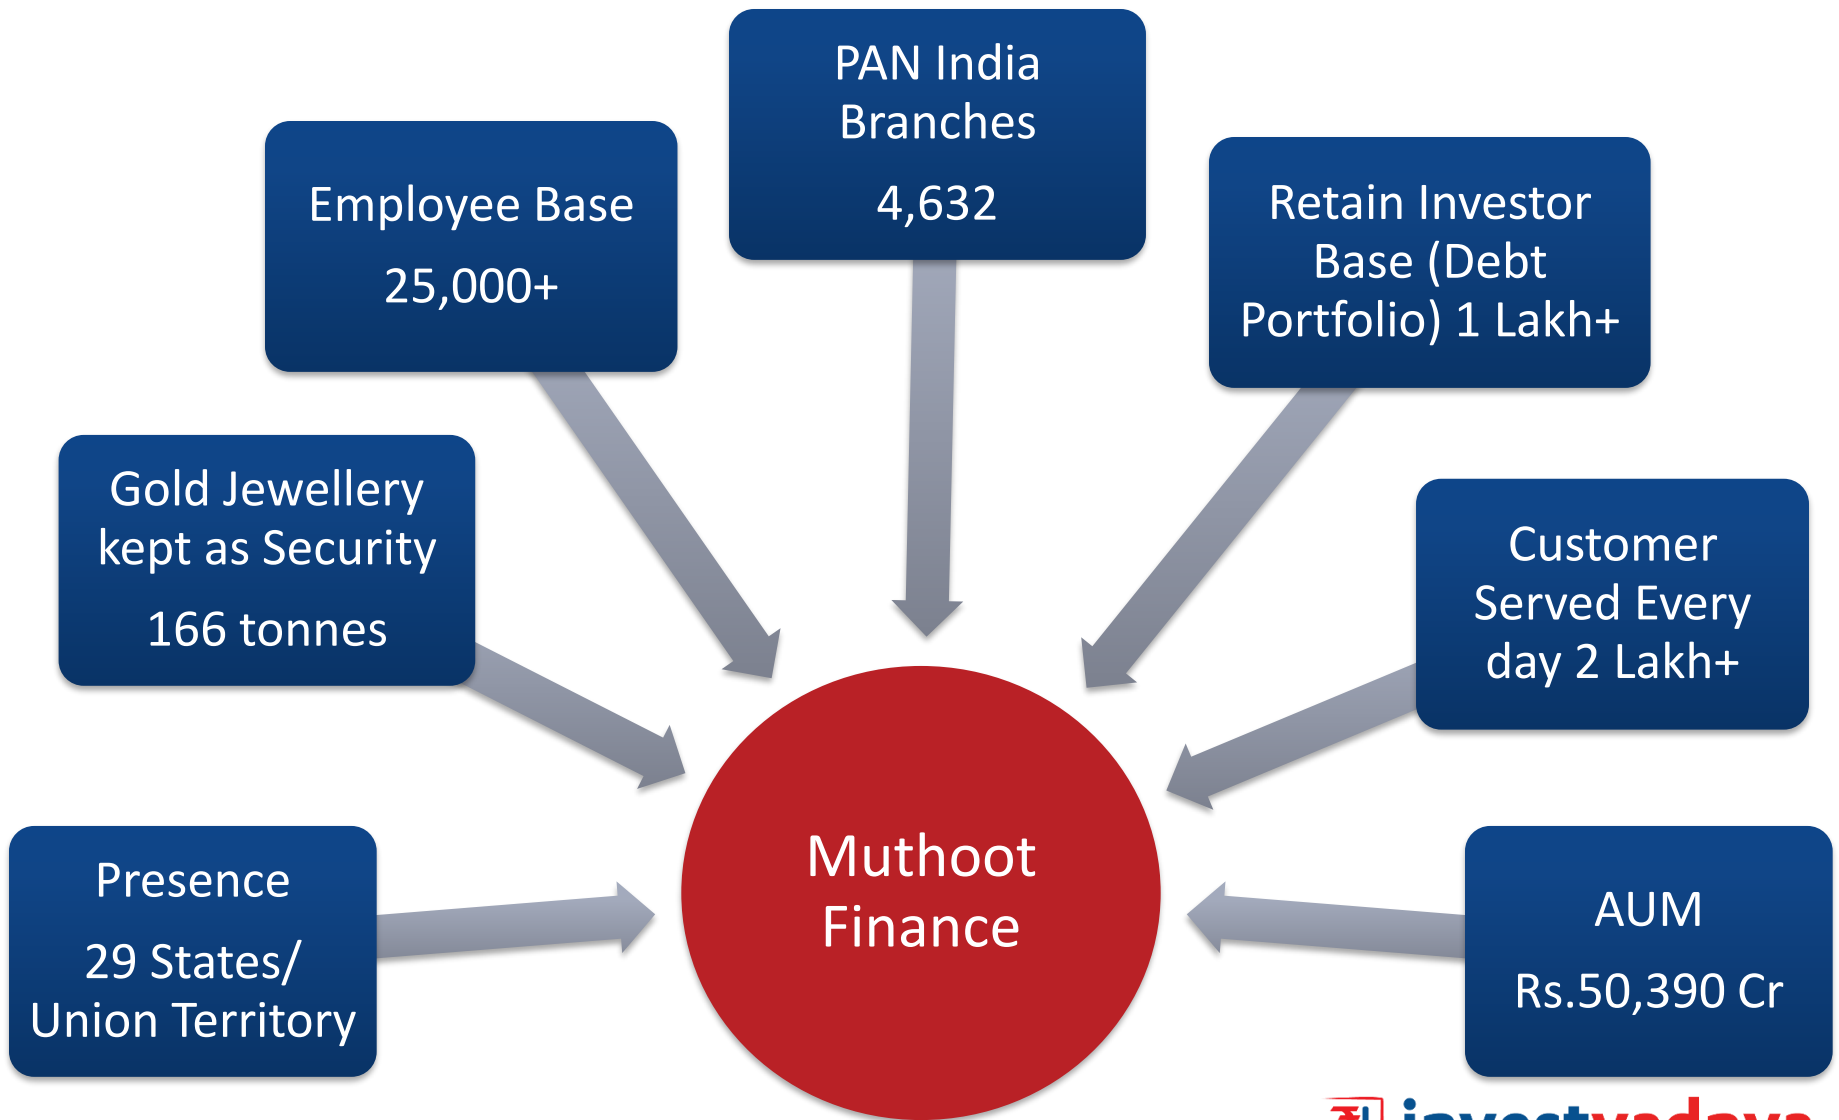 PAN India
Branches
4,632
Employee Base
25,000+
Retain Investor
Base (Debt
Portfolio) 1 Lakh+
Gold Jewellery
kept as Security
166 tonnes
Customer
Served Every
day 2 Lakh+
Presence
29 States/
Union Territory
Muthoot
Finance
AUM
Rs.50,390 Cr
investyadnya